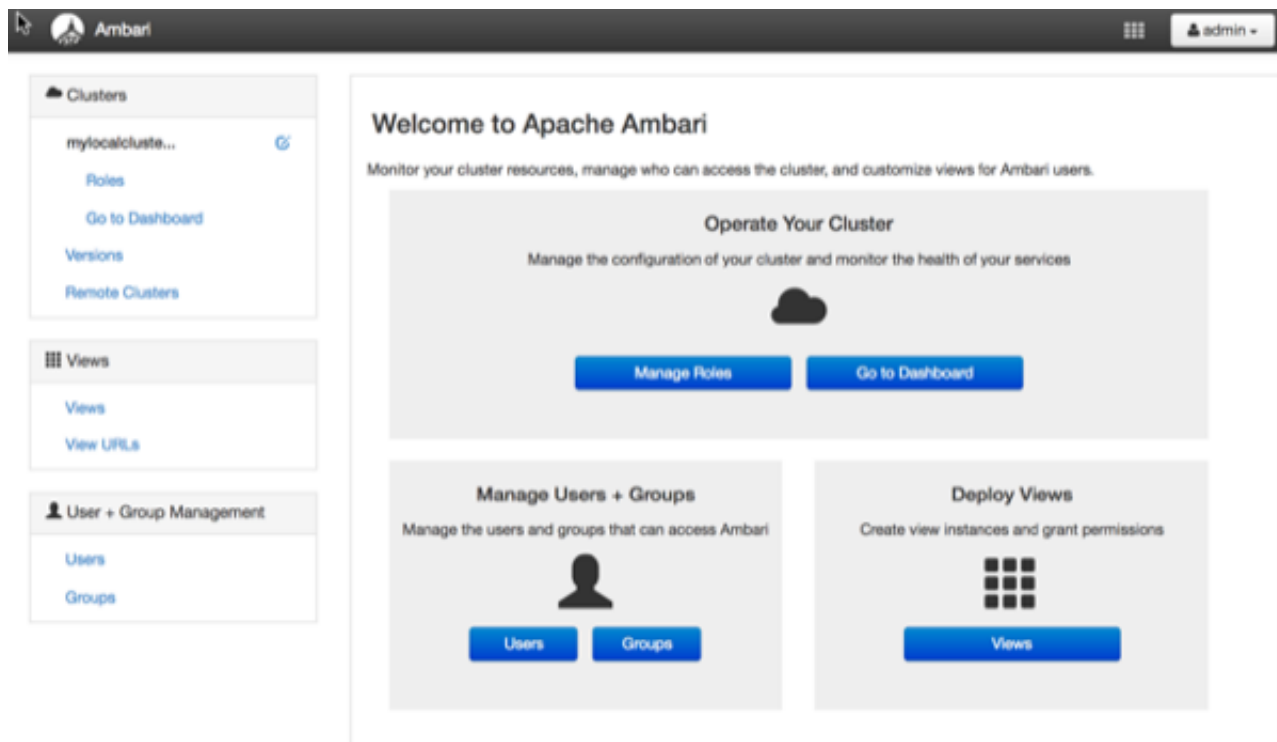 Ambari
admin
Clusters
mylocalcluste...
Roles
Go to Dashboard
Versions
Remote Clusters
Views
Views
View URLs
User + Group Management
Users
Groups
Welcome to Apache Ambari
Monitor your cluster resources, manage who can access the cluster, and customize views for Ambari users.
Operate Your Cluster
Manage the configuration of your cluster and monitor the health of your services
Manage Roles
Go to Dashboard
Manage Users + Groups
Manage the users and groups that can access Ambari
Users
Groups
Deploy Views
Create view instances and grant permissions
Views